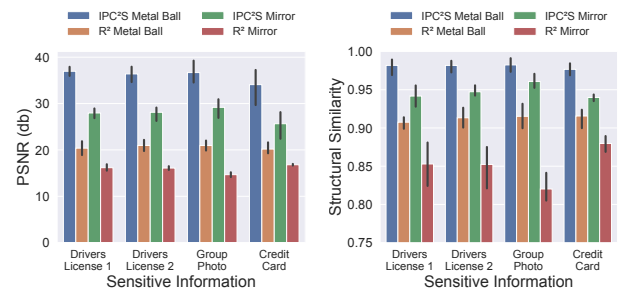 IPC²S Metal Ball IPC²S Mirror
R² Metal Ball R² Mirror
40
30
20
10
0
PSNR (db)
Drivers License 1
Drivers License 2
Group Photo
Credit Card
Sensitive Information
IPC²S Metal Ball IPC²S Mirror
R² Metal Ball R² Mirror
1.00
0.95
0.90
0.85
0.80
0.75
Structural Similarity
Drivers License 1
Drivers License 2
Group Photo
Credit Card
Sensitive Information